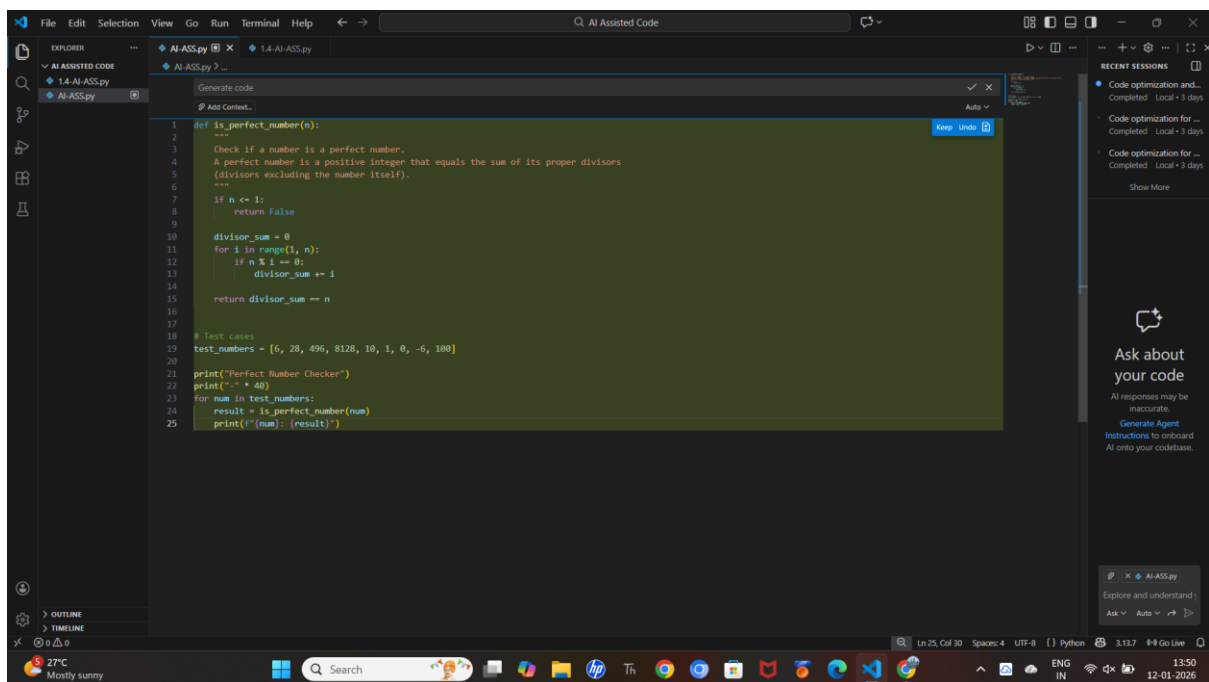 File Edit Selection View Go Run Terminal Help
AI Assisted Code
EXPLORER
AI ASSISTED CODE
1.4-AI-ASS.py
AI-ASS.py
AI-ASS.py
1.4-AI-ASS.py
AI-ASS.py > ...
Generate code
Add Context...
Auto
Keep Undo
1 def is_perfect_number(n):
2 """
3 Check if a number is a perfect number.
4 A perfect number is a positive integer that equals the sum of its proper divisors
5 (divisors excluding the number itself).
6 """
7 if n <= 1:
8 return False
9
10 divisor_sum = 0
11 for i in range(1, n):
12 if n % i == 0:
13 divisor_sum += i
14
15 return divisor_sum == n
16
17
18 # Test cases
19 test_numbers = [6, 28, 496, 8128, 10, 1, 0, -6, 100]
20
21 print("Perfect Number Checker")
22 print("-" * 40)
23 for num in test_numbers:
24 result = is_perfect_number(num)
25 print(f"{num}: {result}")
RECENT SESSIONS
Code optimization and...
Completed Local • 3 days
Code optimization for ...
Completed Local • 3 days
Code optimization for ...
Completed Local • 3 days
Show More
Ask about
your code
AI responses may be
inaccurate.
Generate Agent
Instructions to onboard
AI onto your codebase.
AI-ASS.py
Explore and understand
Ask Auto
OUTLINE
TIMELINE
0 0
Ln 25, Col 30 Spaces: 4 UTF-8 {} Python 3.13.7 Go Live
5
27°C
Mostly sunny
Search
Th
ENG
IN
13:50
12-01-2026